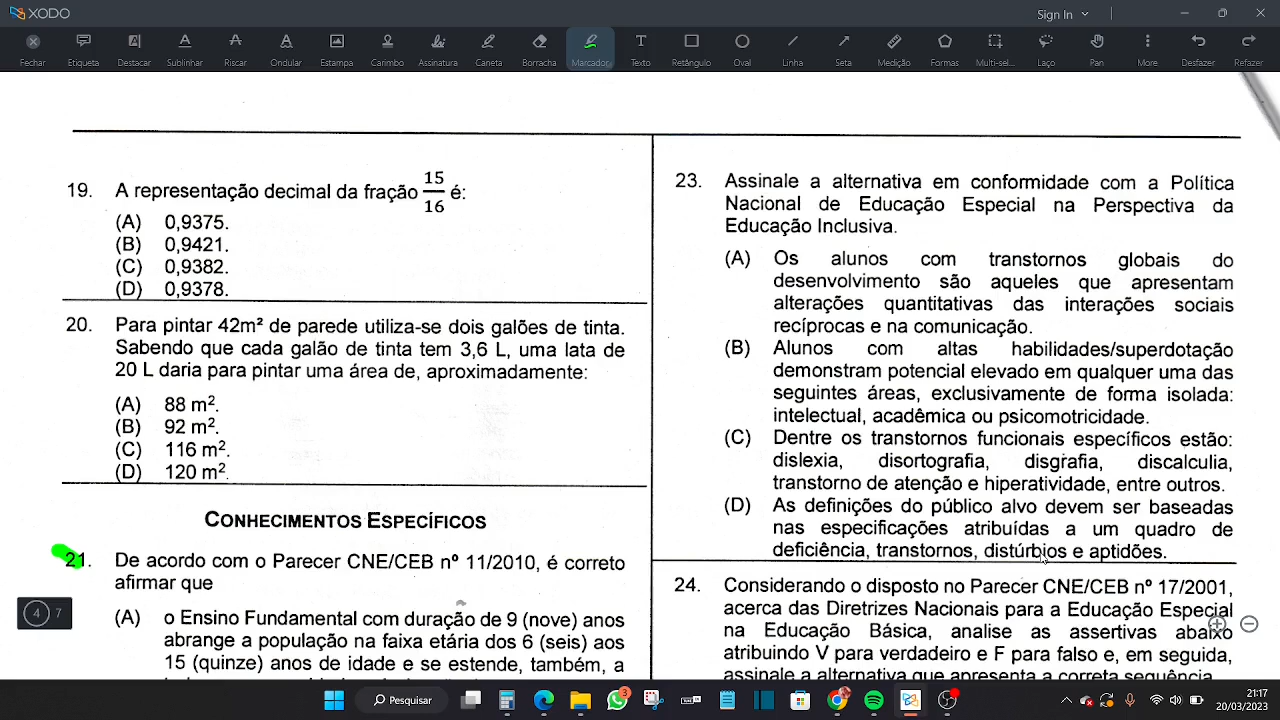 XODO
Sign In
Fechar Etiqueta Destacar Sublinhar Riscar Ondular Estampa Carimbo Assinatura Caneta Borracha Marcador Texto Retângulo Oval Linha Seta Medição Formas Multi-sel... Laço Pan More Desfazer Refazer
19. A representação decimal da fração 15/16 é:
(A) 0,9375.
(B) 0,9421.
(C) 0,9382.
(D) 0,9378.
20. Para pintar 42m² de parede utiliza-se dois galões de tinta.
Sabendo que cada galão de tinta tem 3,6 L, uma lata de
20 L daria para pintar uma área de, aproximadamente:
(A) 88 m².
(B) 92 m².
(C) 116 m².
(D) 120 m².
CONHECIMENTOS ESPECÍFICOS
21. De acordo com o Parecer CNE/CEB nº 11/2010, é correto
afirmar que
(A) o Ensino Fundamental com duração de 9 (nove) anos
abrange a população na faixa etária dos 6 (seis) aos
15 (quinze) anos de idade e se estende, também, a
23. Assinale a alternativa em conformidade com a Política
Nacional de Educação Especial na Perspectiva da
Educação Inclusiva.
(A) Os alunos com transtornos globais do
desenvolvimento são aqueles que apresentam
alterações quantitativas das interações sociais
recíprocas e na comunicação.
(B) Alunos com altas habilidades/superdotação
demonstram potencial elevado em qualquer uma das
seguintes áreas, exclusivamente de forma isolada:
intelectual, acadêmica ou psicomotricidade.
(C) Dentre os transtornos funcionais específicos estão:
dislexia, disortografia, disgrafia, discalculia,
transtorno de atenção e hiperatividade, entre outros.
(D) As definições do público alvo devem ser baseadas
nas especificações atribuídas a um quadro de
deficiência, transtornos, distúrbios e aptidões.
24. Considerando o disposto no Parecer CNE/CEB nº 17/2001,
acerca das Diretrizes Nacionais para a Educação Especial
na Educação Básica, analise as assertivas abaixo
atribuindo V para verdadeiro e F para falso e, em seguida,
assinale a alternativa que apresenta a correta sequência.
4 7
Pesquisar
3
21:17
20/03/2023